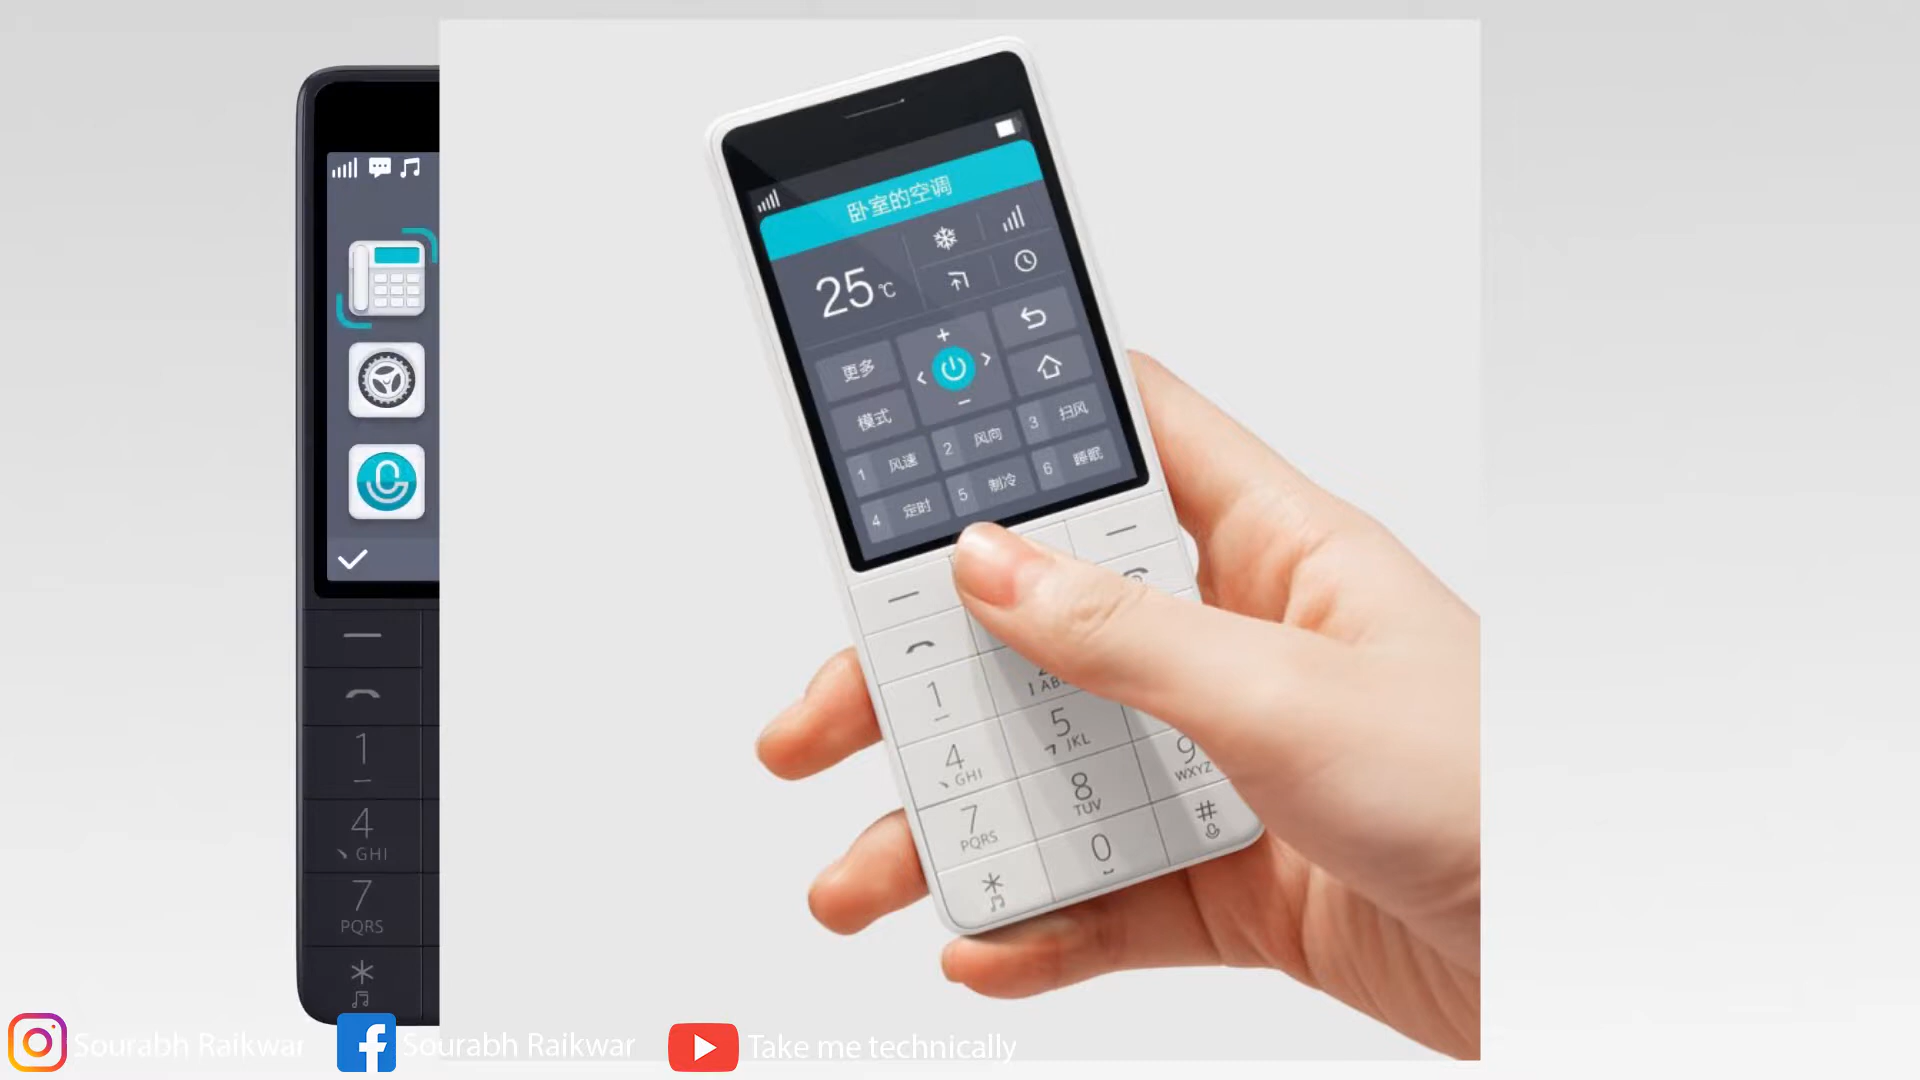 卧室的空调
25℃
更多
模式
1 风速
2 风向
3 扫风
4 定时
5 制冷
6 睡眠
1
4 GHI
7 PQRS
*
1
5 JKL
4 GHI
9 WXYZ
8 TUV
7 PQRS
#
0
*
Sourabh Raikwar
Sourabh Raikwar
Take me technically